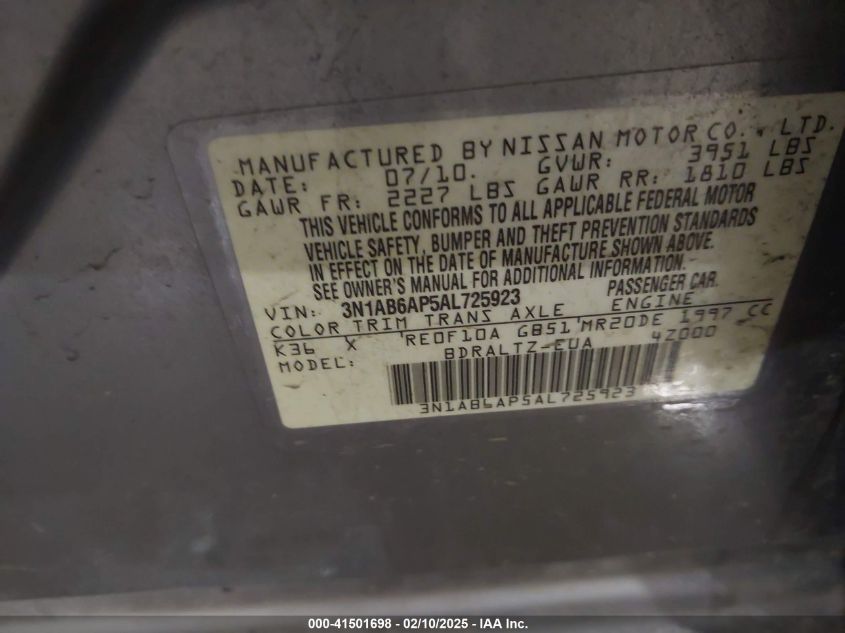 MANUFACTURED BY NISSAN MOTOR CO., LTD.
DATE: 07/10. GVWR: 3951 LBS
GAWR FR: 2227 LBS GAWR RR: 1810 LBS
THIS VEHICLE CONFORMS TO ALL APPLICABLE FEDERAL MOTOR
VEHICLE SAFETY, BUMPER AND THEFT PREVENTION STANDARDS
IN EFFECT ON THE DATE OF MANUFACTURE SHOWN ABOVE.
SEE OWNER'S MANUAL FOR ADDITIONAL INFORMATION.
VIN: 3N1AB6AP5AL725923 PASSENGER CAR.
COLOR TRIM TRANS AXLE ENGINE
K36 X RE0F10A GB51 MR20DE 1997 CC
MODEL: BDRALTZ-EUA 4Z000
3N1AB6AP5AL725923
000-41501698 - 02/10/2025 - IAA Inc.